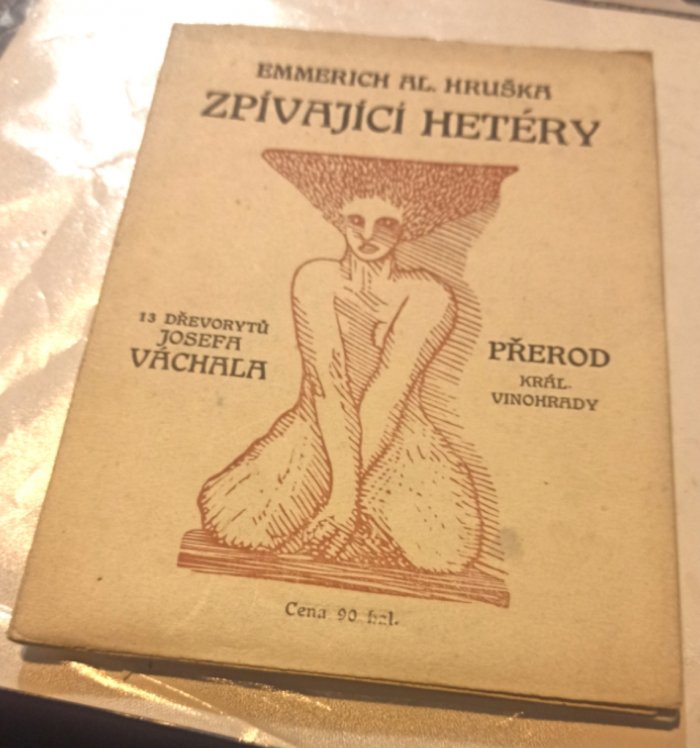 EMMERICH AL. HRUŠKA
ZPÍVAJÍCÍ HETÉRY
13 DŘEVORYTŮ
JOSEFA
VÁCHALA
PŘEROD
KRÁL.
VINOHRADY
Cena 90 hal.